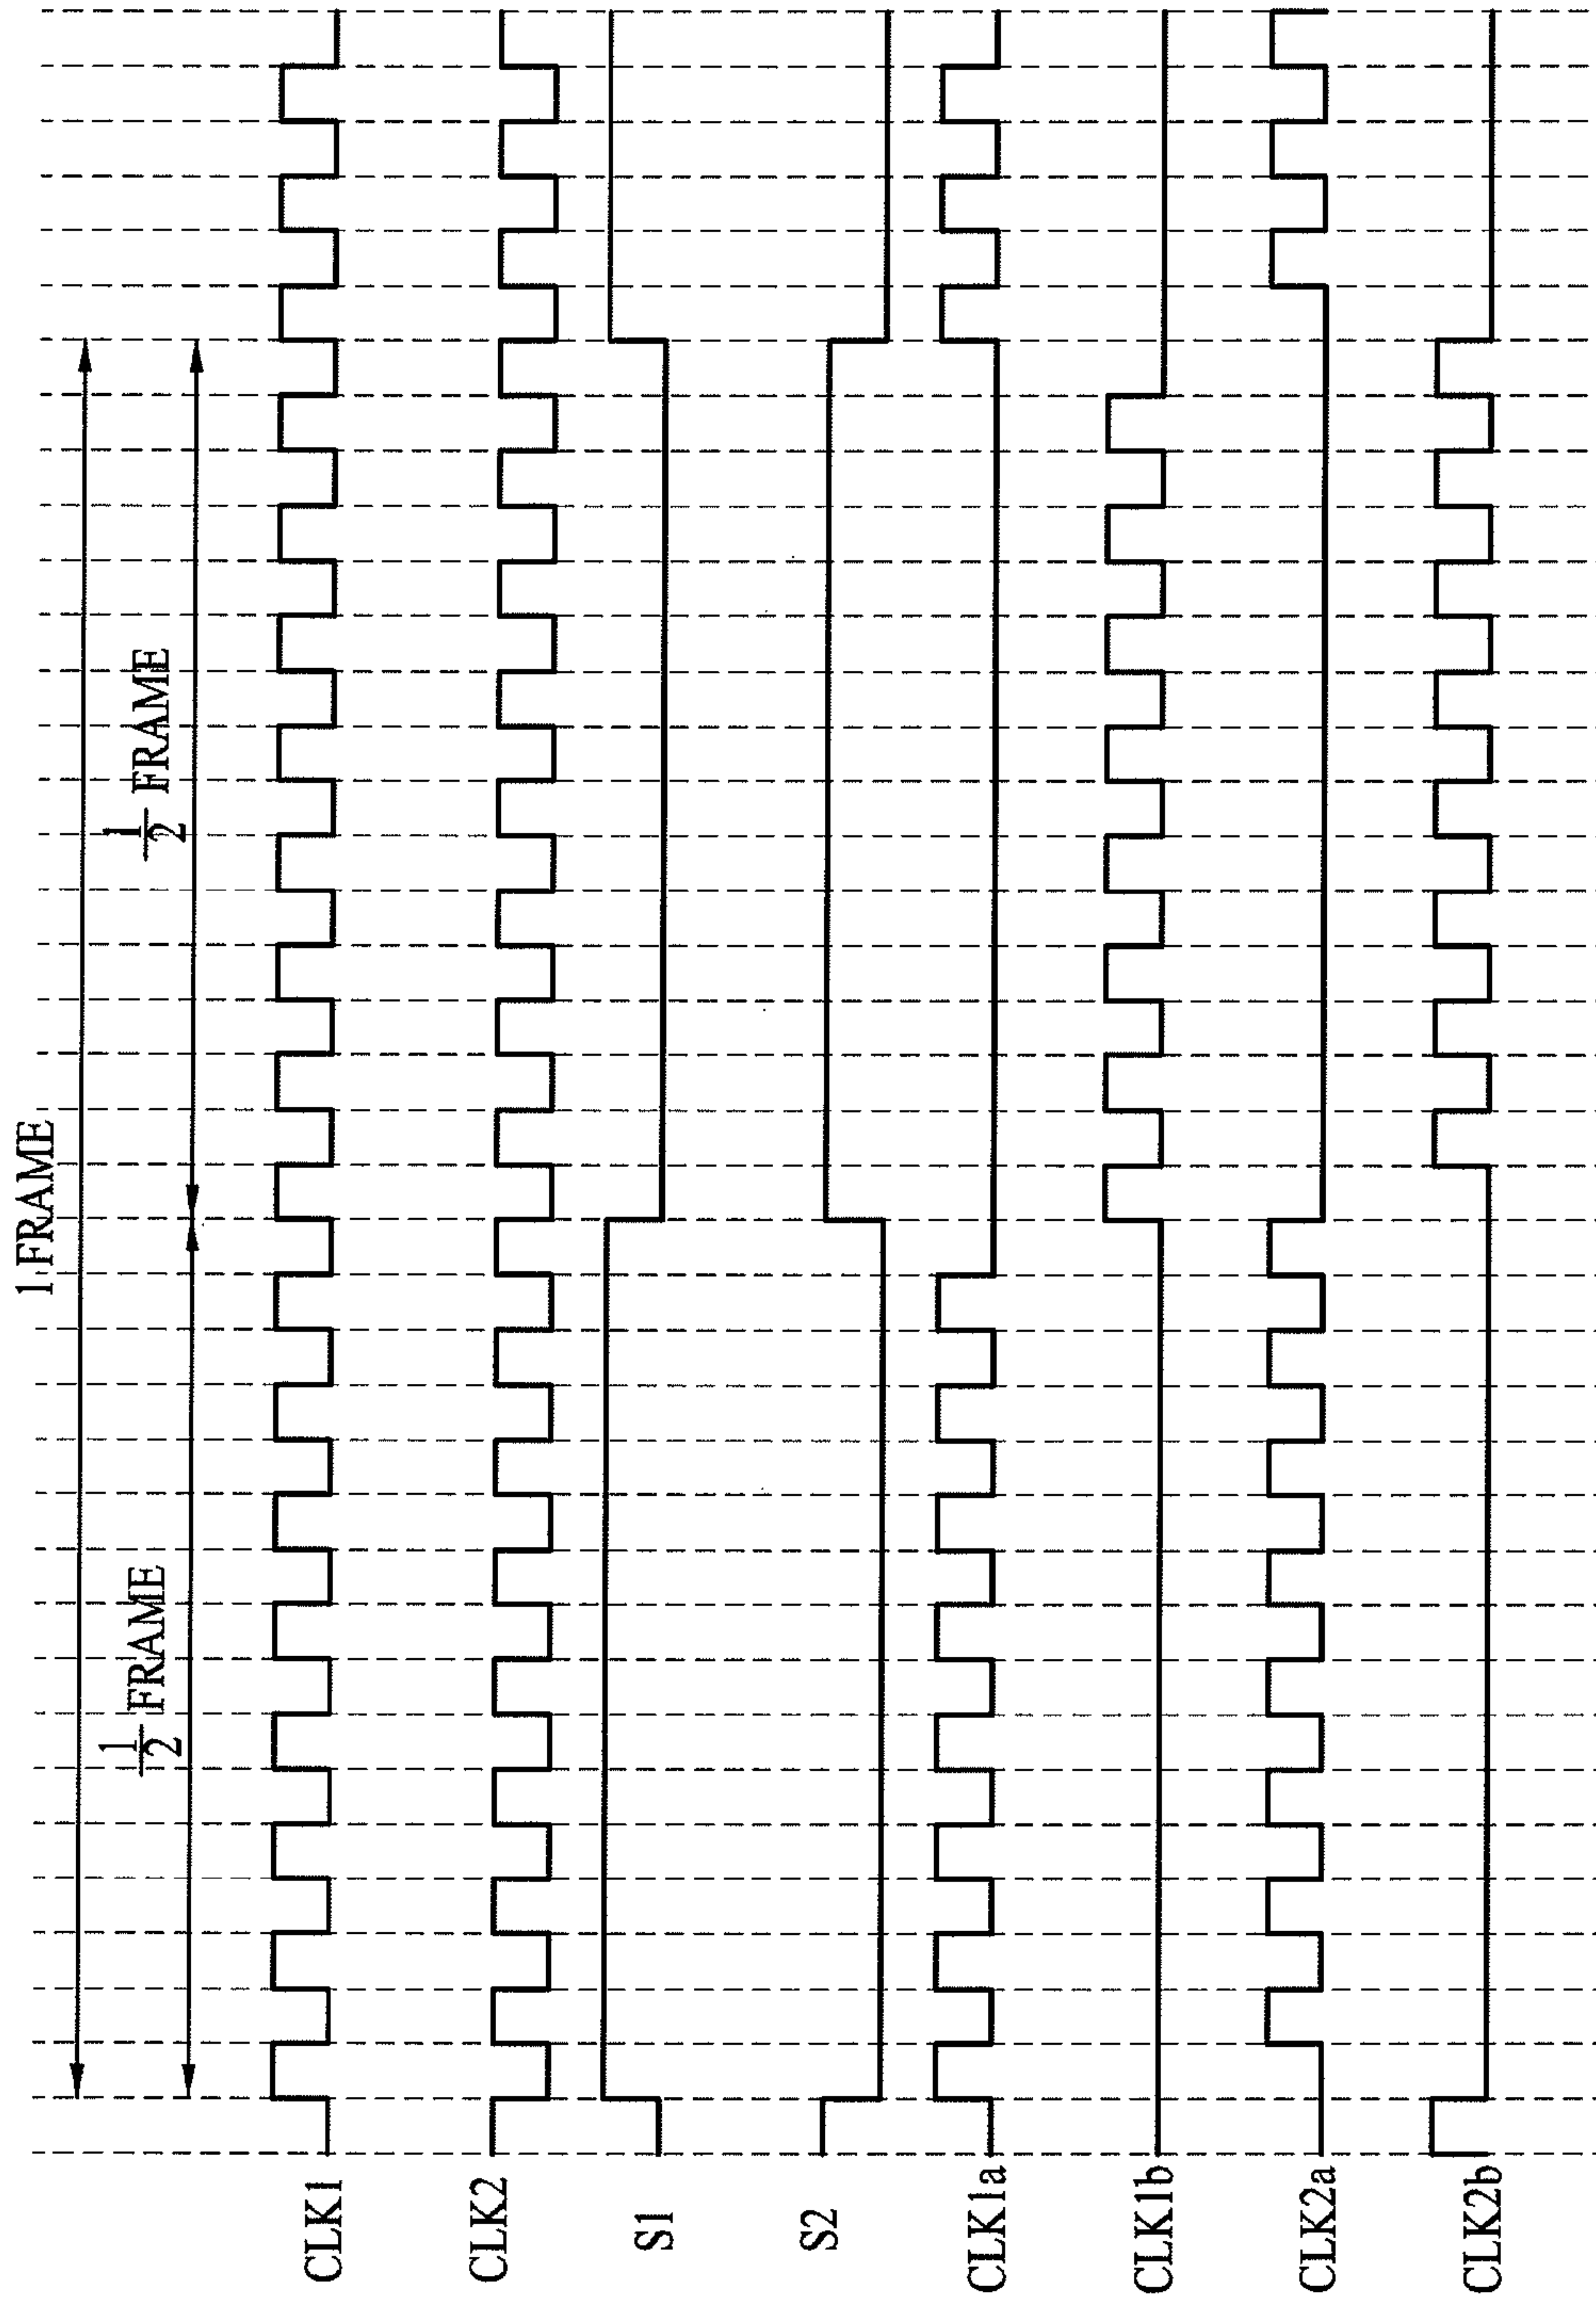 1 FRAME
1/2 FRAME
1/2 FRAME
CLK1
CLK2
S1
S2
CLK1a
CLK1b
CLK2a
CLK2b